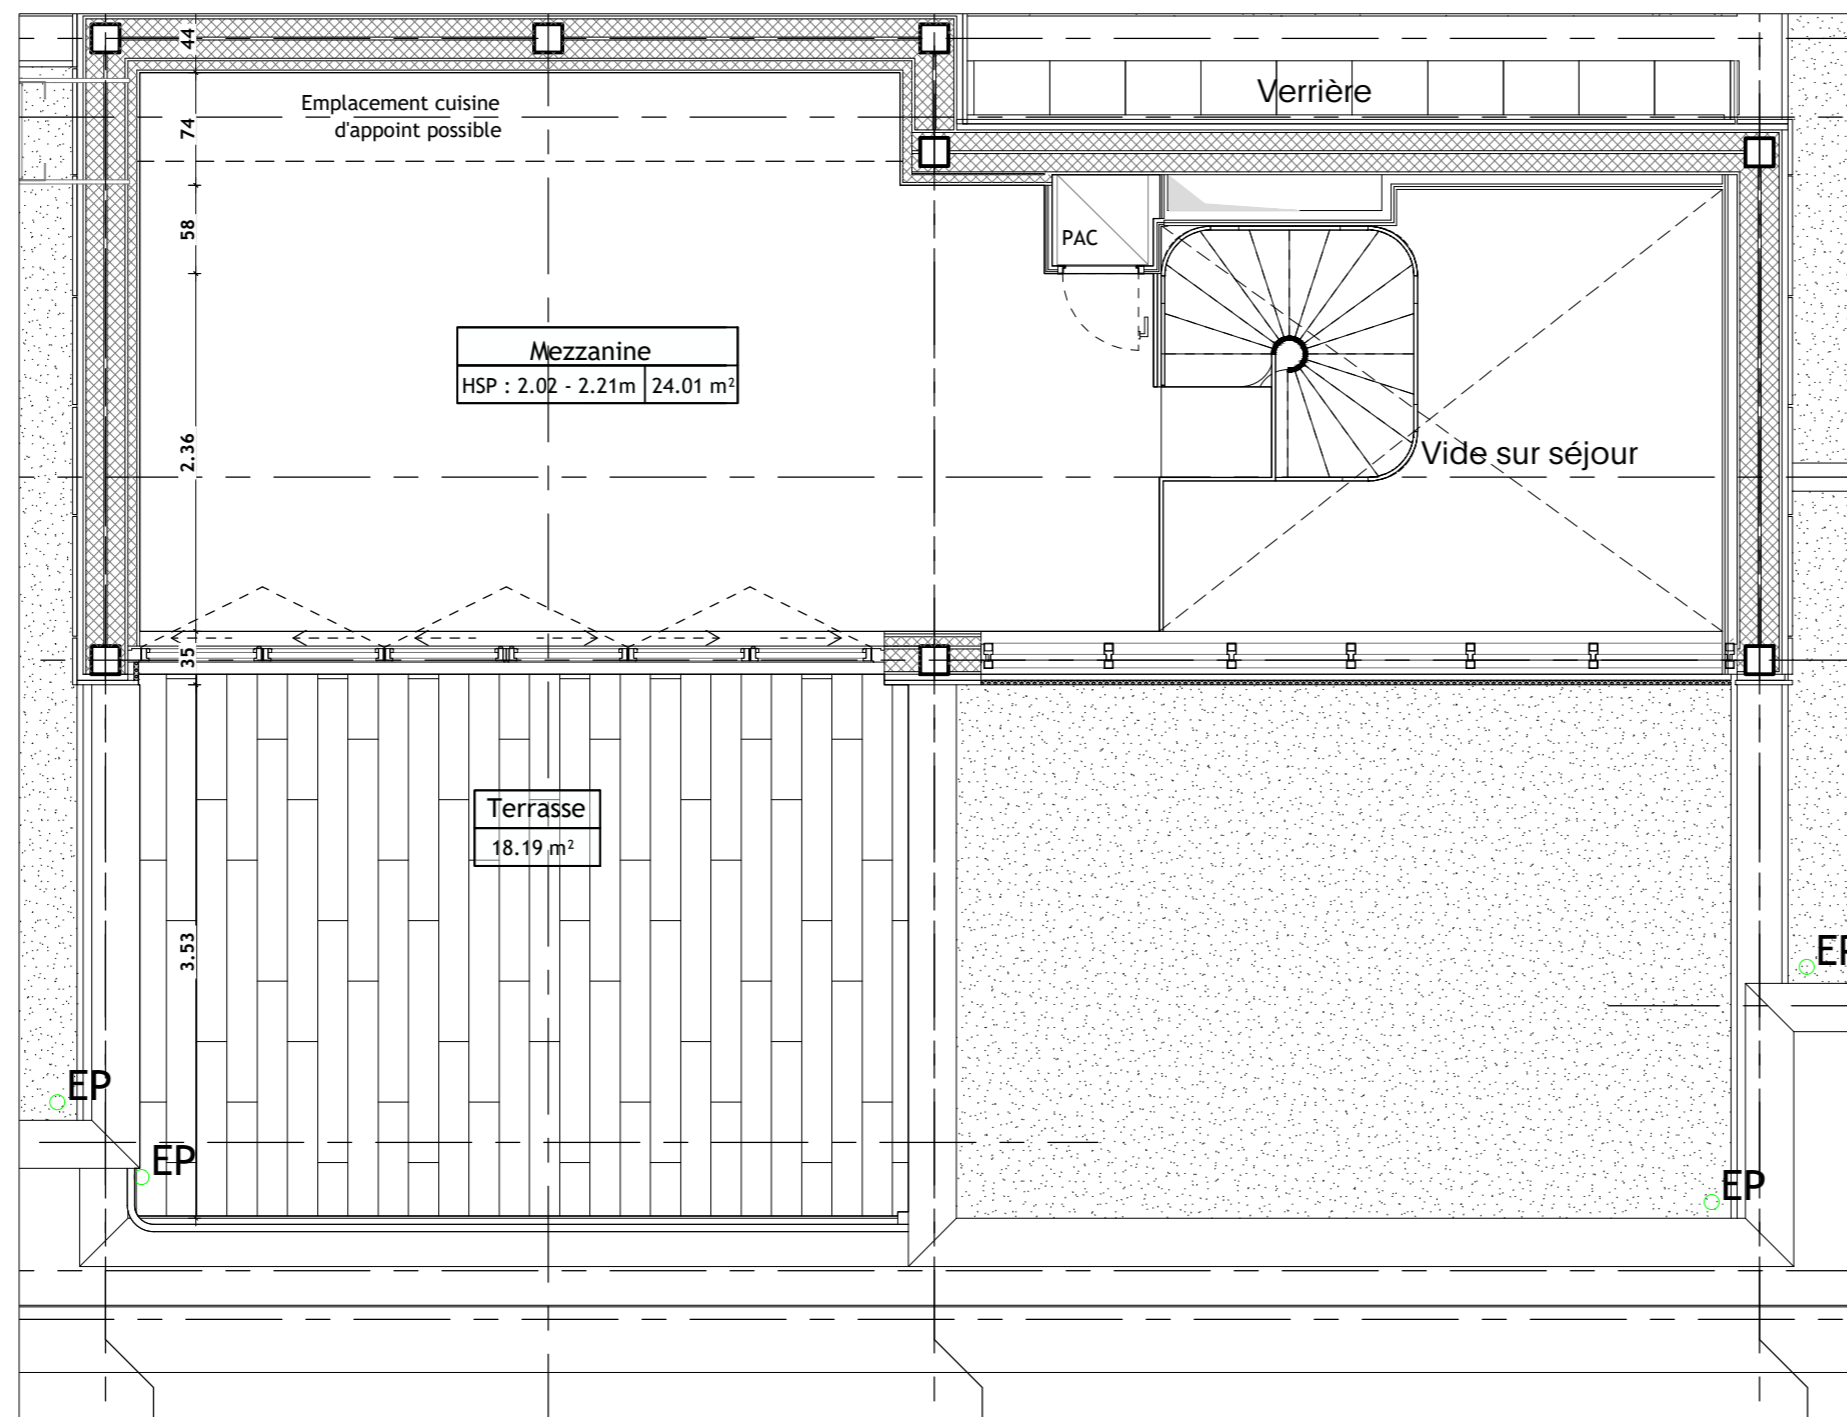 44
Verrière
Emplacement cuisine
d'appoint possible
74
58
PAC
Mezzanine
HSP : 2.02 - 2.21m 24.01 m²
2.36
Vide sur séjour
35
Terrasse
18.19 m²
3.53
EP
EP
EP
EP